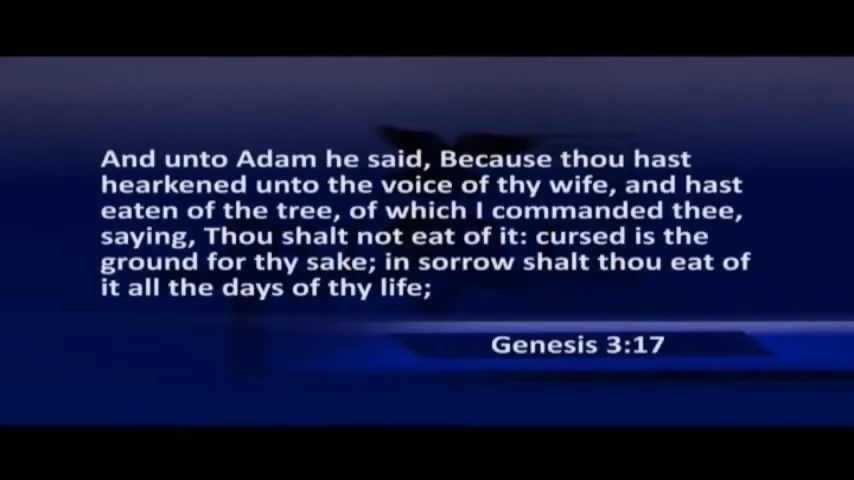 And unto Adam he said, Because thou hast
hearkened unto the voice of thy wife, and hast
eaten of the tree, of which I commanded thee,
saying, Thou shalt not eat of it: cursed is the
ground for thy sake; in sorrow shalt thou eat of
it all the days of thy life;
Genesis 3:17